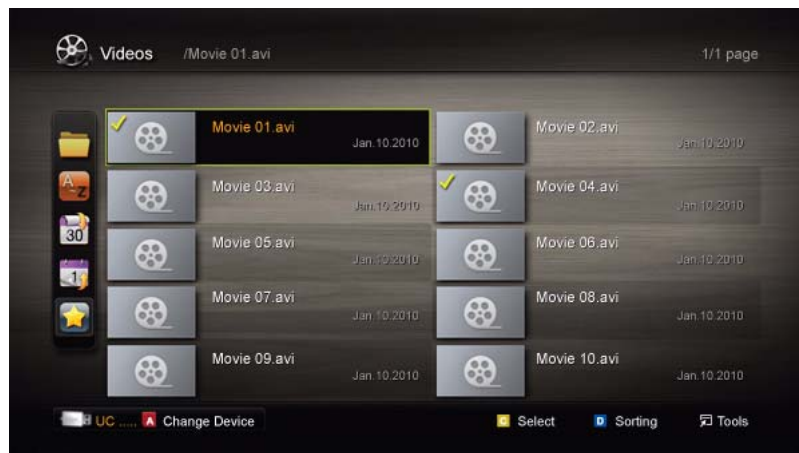 Videos /Movie 01.avi 1/1 page
Movie 01.avi
Jan.10.2010
Movie 02.avi
Jan.10.2010
Movie 03.avi
Jan.10.2010
Movie 04.avi
Jan.10.2010
Movie 05.avi
Jan.10.2010
Movie 06.avi
Jan.10.2010
Movie 07.avi
Jan.10.2010
Movie 08.avi
Jan.10.2010
Movie 09.avi
Jan.10.2010
Movie 10.avi
Jan.10.2010
A-Z
30
1
UC ..... A Change Device C Select D Sorting Tools